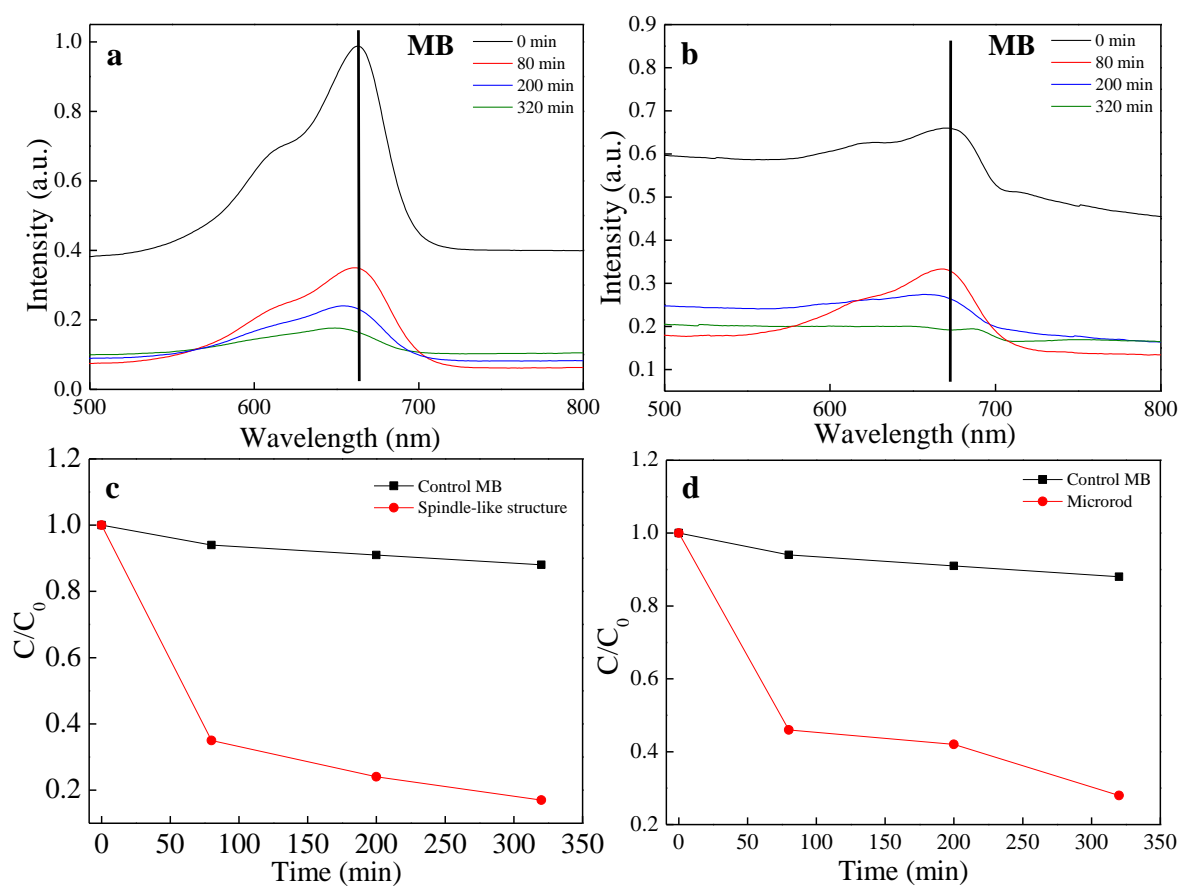 a
MB
0 min
80 min
200 min
320 min
1.0
0.8
0.6
0.4
0.2
0.0
Intensity (a.u.)
500
600
700
800
Wavelength (nm)
b
MB
0 min
80 min
200 min
320 min
0.9
0.8
0.7
0.6
0.5
0.4
0.3
0.2
0.1
Intensity (a.u.)
500
600
700
800
Wavelength (nm)
c
Control MB
Spindle-like structure
1.2
1.0
0.8
0.6
0.4
0.2
C/C0
0
50
100
150
200
250
300
350
Time (min)
d
Control MB
Microrod
1.2
1.0
0.8
0.6
0.4
0.2
C/C0
0
50
100
150
200
250
300
350
Time (min)